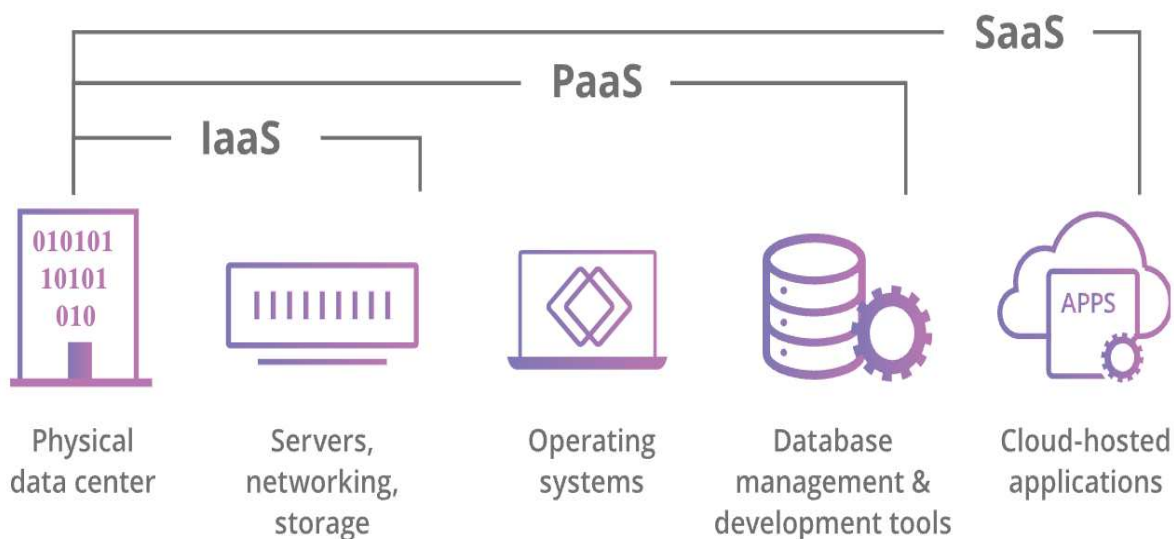 SaaS
PaaS
IaaS
010101
10101
010
APPS
Physical
data center
Servers,
networking,
storage
Operating
systems
Database
management &
development tools
Cloud-hosted
applications